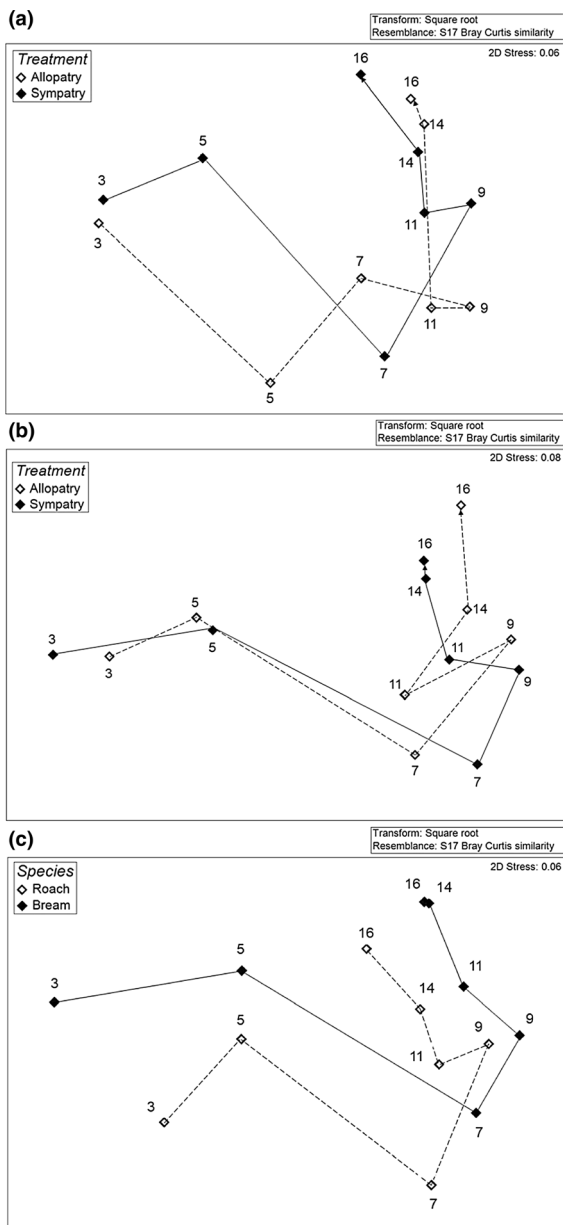 (a)
Transform: Square root
Resemblance: S17 Bray Curtis similarity
2D Stress: 0.06
Treatment
Allopatry
Sympatry
16
16
14
14
5
3
9
11
3
7
9
11
7
5
(b)
Transform: Square root
Resemblance: S17 Bray Curtis similarity
2D Stress: 0.08
Treatment
Allopatry
Sympatry
16
16
14
14
5
9
3
5
11
3
9
11
7
7
(c)
Transform: Square root
Resemblance: S17 Bray Curtis similarity
2D Stress: 0.06
Species
Roach
Bream
16 14
16
5
11
3
14
5
9
9
11
3
7
7